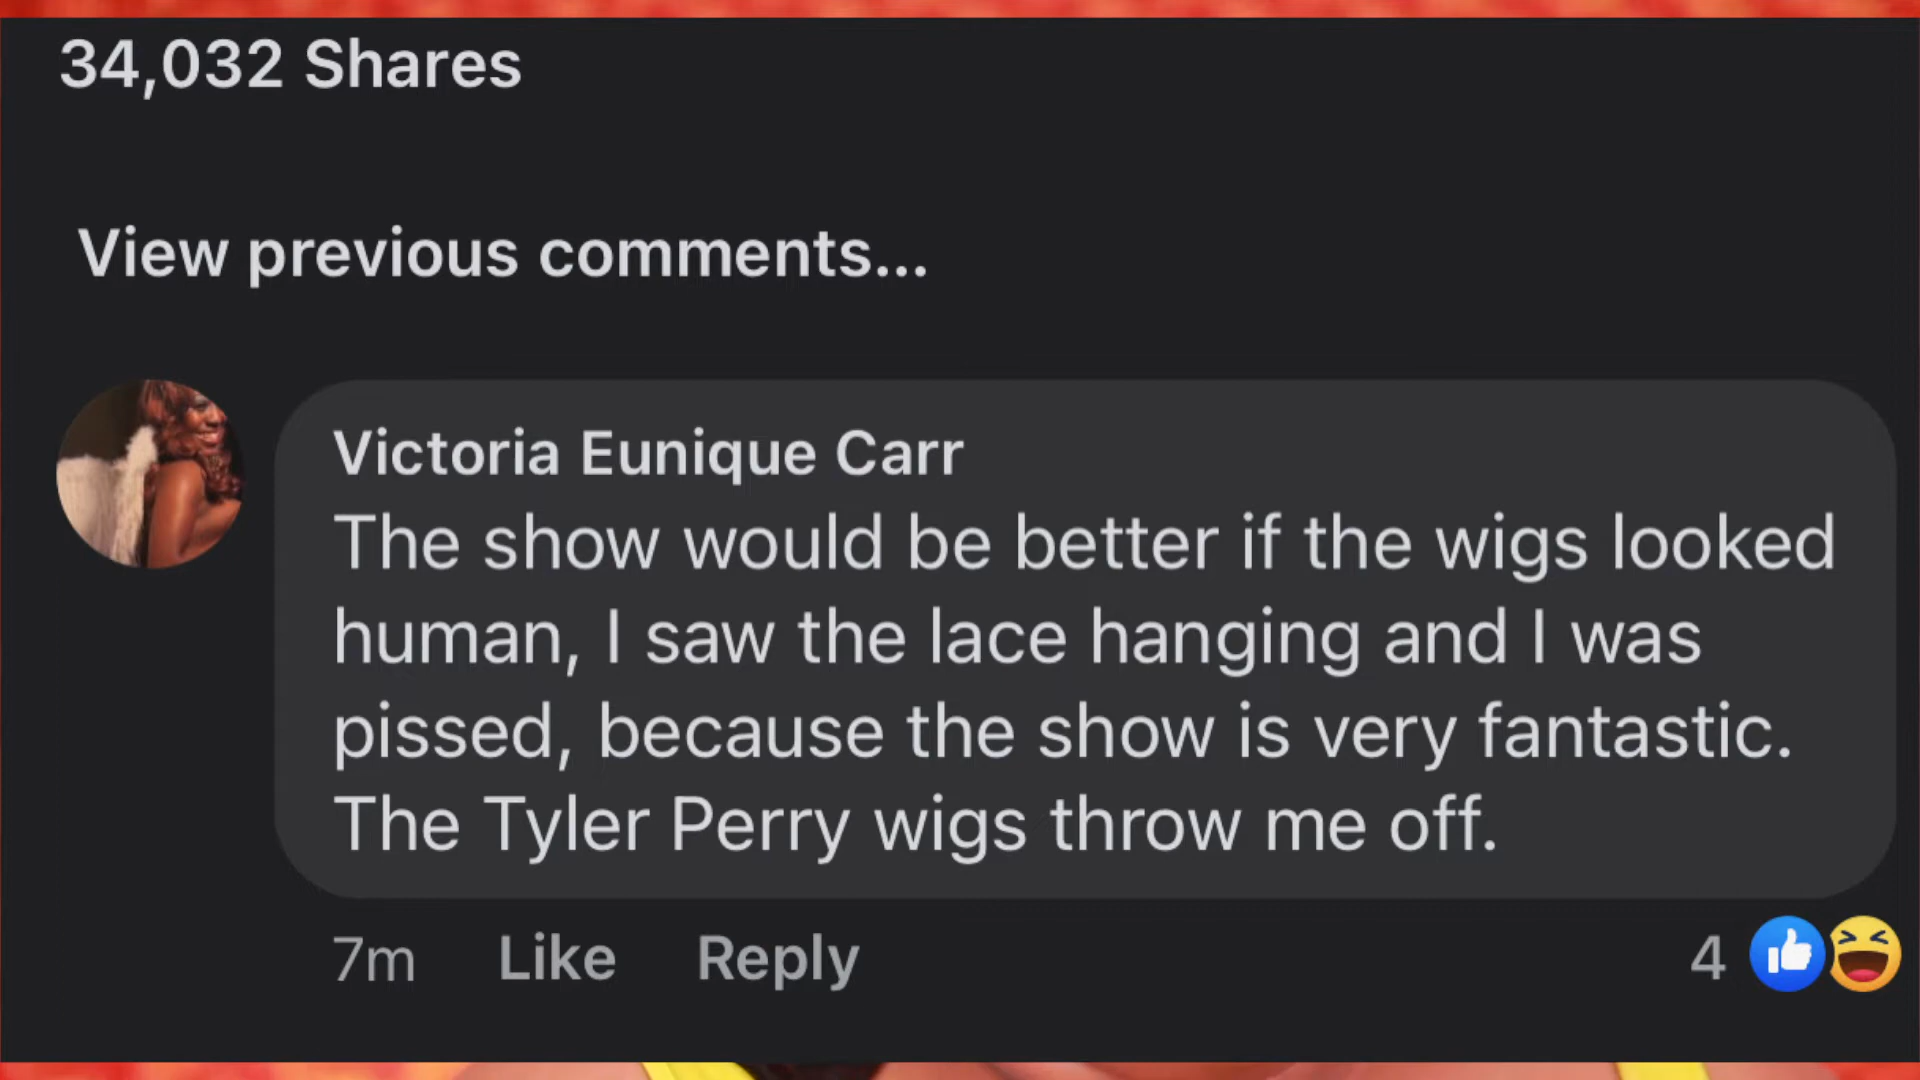 34,032 Shares
View previous comments...
Victoria Eunique Carr
The show would be better if the wigs looked
human, I saw the lace hanging and I was
pissed, because the show is very fantastic.
The Tyler Perry wigs throw me off.
7m Like Reply 4